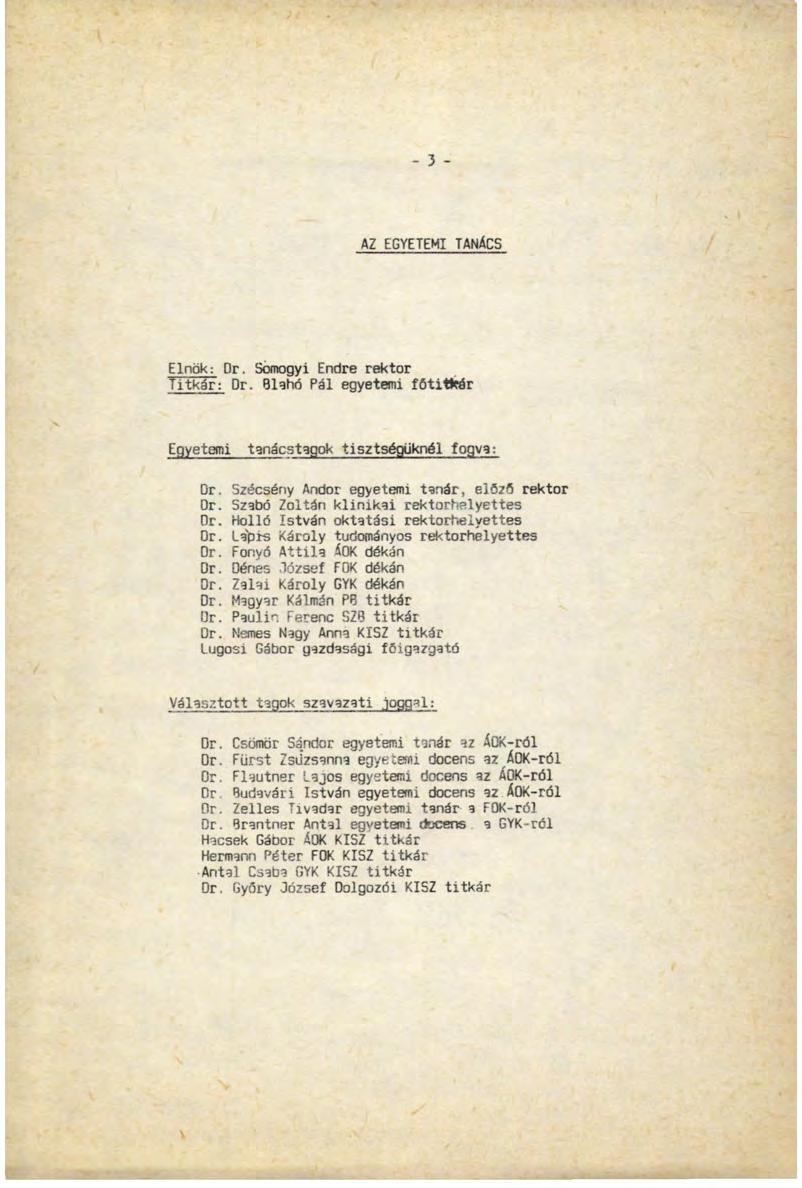 - 3 -
AZ EGYETEMI TANÁCS
Elnök: Dr. Somogyi Endre rektor
Titkár: Dr. Blahó Pál egyetemi főtitkár
Egyetemi tanácstagok tisztségüknél fogva:
Dr. Szécsény Andor egyetemi tanár, előző rektor
Dr. Szabó Zoltán klinikai rektorhelyettes
Dr. Holló István oktatási rektorhelyettes
Dr. Lapis Károly tudományos rektorhelyettes
Dr. Fonyó Attila ÁOK dékán
Dr. Dénes József FOK dékán
Dr. Zalai Károly GYK dékán
Dr. Magyar Kálmán PB titkár
Dr. Paulin Ferenc SZB titkár
Dr. Nemes Nagy Anna KISZ titkár
Lugosi Gábor gazdasági főigazgató
Választott tagok szavazati joggal:
Dr. Csömör Sándor egyetemi tanár az ÁOK-ról
Dr. Fürst Zsuzsanna egyetemi docens az ÁOK-ról
Dr. Flautner Lajos egyetemi docens az ÁOK-ról
Dr. Budavári István egyetemi docens az ÁOK-ról
Dr. Zelles Tivadar egyetemi tanár a FOK-ról
Dr. Brantner Antal egyetemi docens a GYK-ról
Hacsek Gábor ÁOK KISZ titkár
Hermann Péter FOK KISZ titkár
Antal Csaba GYK KISZ titkár
Dr. Győry József Dolgozói KISZ titkár